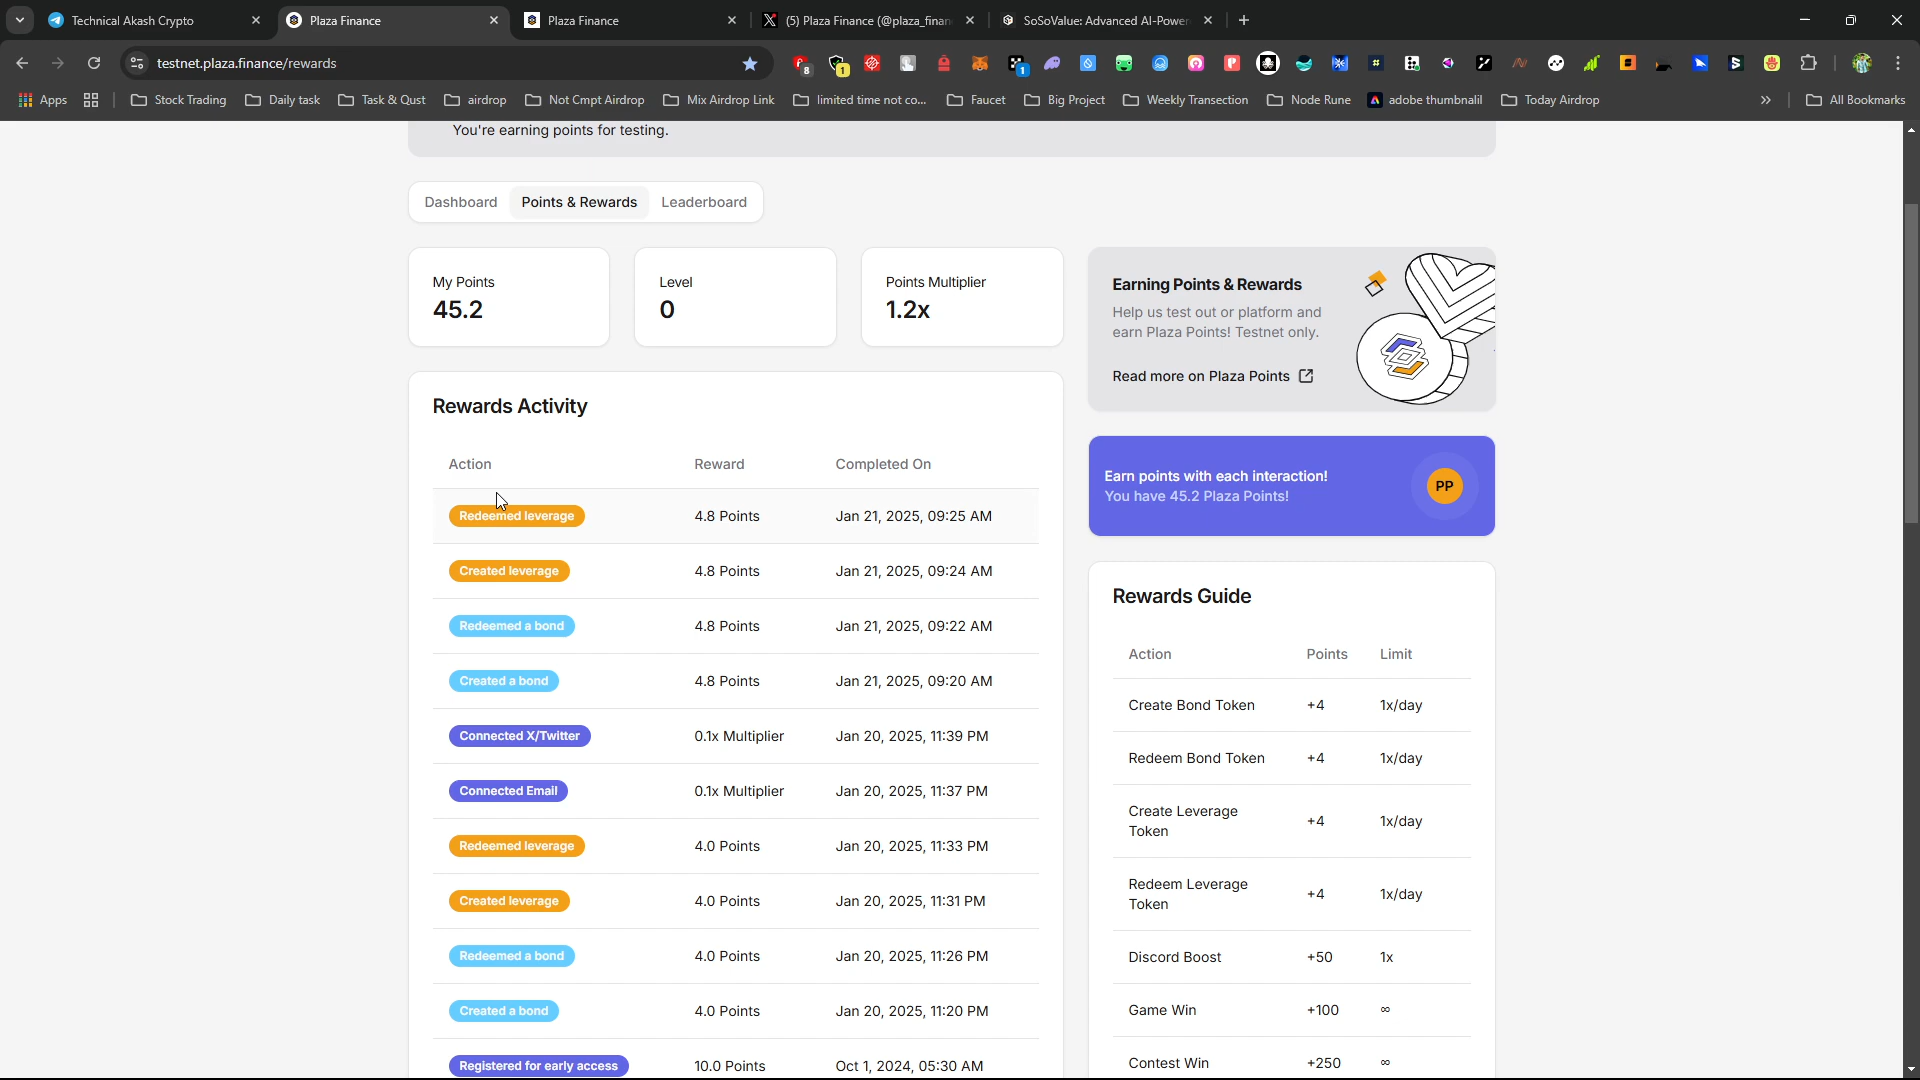 Technical Akash Crypto
Plaza Finance
Plaza Finance
(5) Plaza Finance (@plaza_finan
SoSoValue: Advanced AI-Power
testnet.plaza.finance/rewards
8
1
1
Apps
Stock Trading
Daily task
Task & Qust
airdrop
Not Cmpt Airdrop
Mix Airdrop Link
limited time not co...
Faucet
Big Project
Weekly Transection
Node Rune
adobe thumbnalil
Today Airdrop
All Bookmarks
You're earning points for testing.
Dashboard
Points & Rewards
Leaderboard
My Points
45.2
Level
0
Points Multiplier
1.2x
Earning Points & Rewards
Help us test out or platform and
earn Plaza Points! Testnet only.
Read more on Plaza Points
Earn points with each interaction!
You have 45.2 Plaza Points!
PP
Rewards Activity
Action Reward Completed On
Redeemed leverage 4.8 Points Jan 21, 2025, 09:25 AM
Created leverage 4.8 Points Jan 21, 2025, 09:24 AM
Redeemed a bond 4.8 Points Jan 21, 2025, 09:22 AM
Created a bond 4.8 Points Jan 21, 2025, 09:20 AM
Connected X/Twitter 0.1x Multiplier Jan 20, 2025, 11:39 PM
Connected Email 0.1x Multiplier Jan 20, 2025, 11:37 PM
Redeemed leverage 4.0 Points Jan 20, 2025, 11:33 PM
Created leverage 4.0 Points Jan 20, 2025, 11:31 PM
Redeemed a bond 4.0 Points Jan 20, 2025, 11:26 PM
Created a bond 4.0 Points Jan 20, 2025, 11:20 PM
Registered for early access 10.0 Points Oct 1, 2024, 05:30 AM
Rewards Guide
Action Points Limit
Create Bond Token +4 1x/day
Redeem Bond Token +4 1x/day
Create Leverage
Token +4 1x/day
Redeem Leverage
Token +4 1x/day
Discord Boost +50 1x
Game Win +100 ∞
Contest Win +250 ∞